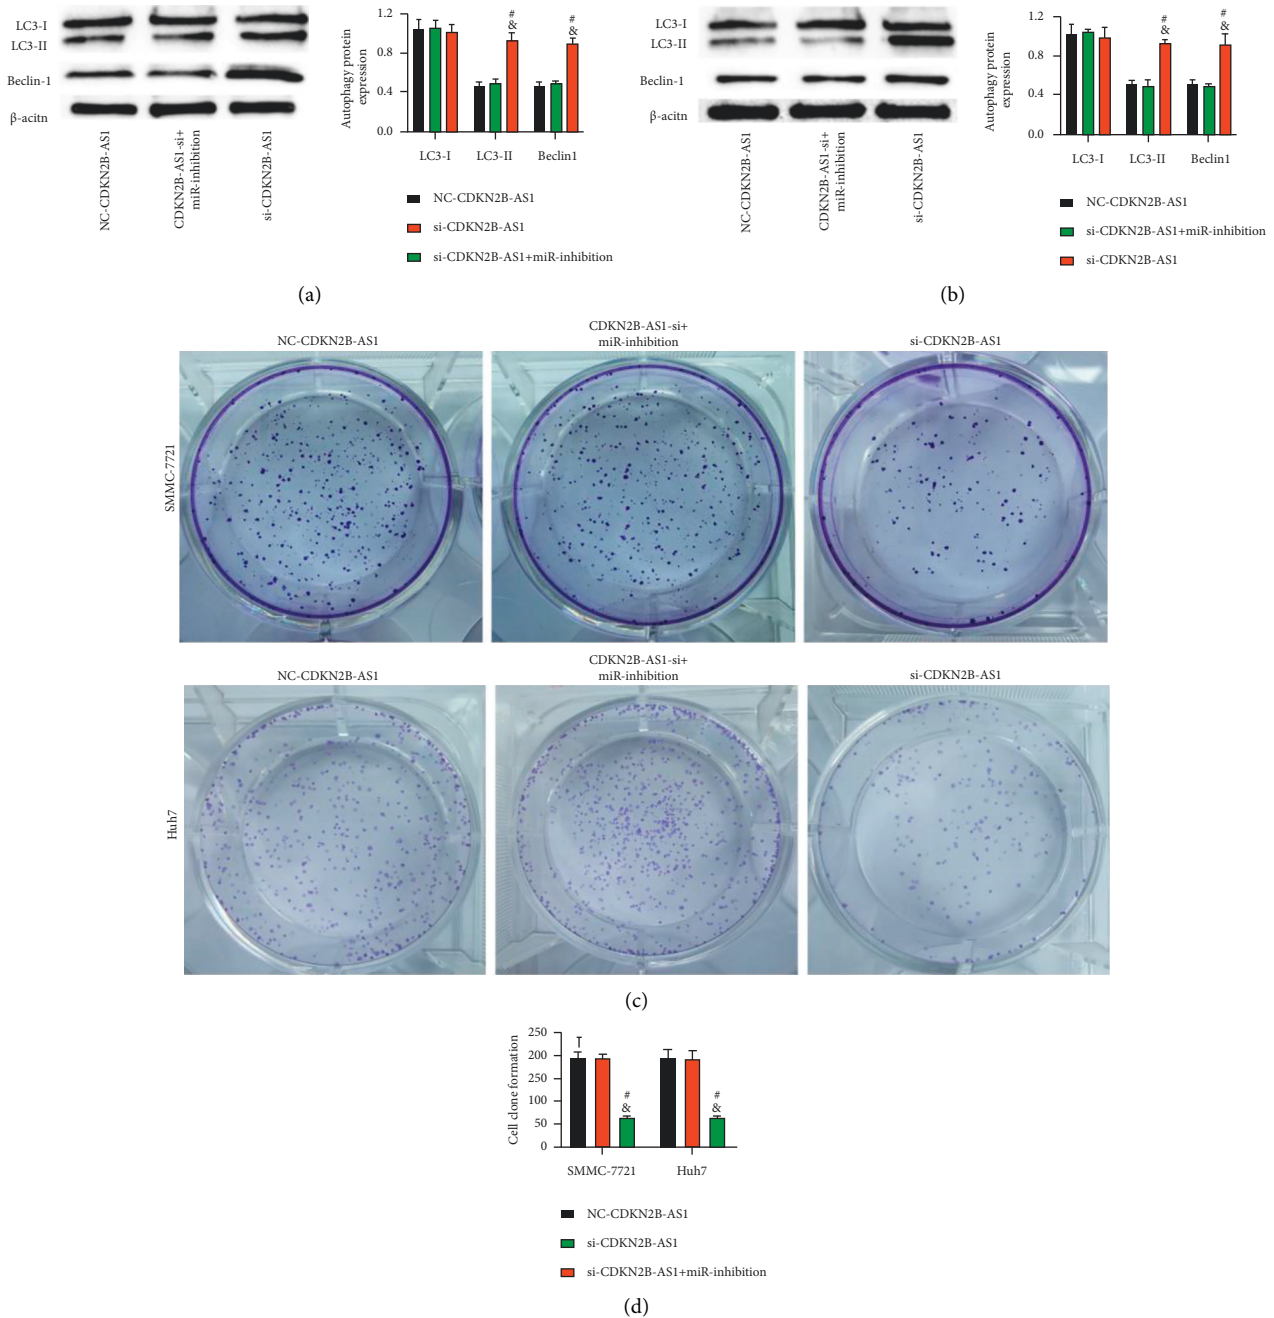 LC3-I
LC3-II
Beclin-1
β-acitn
NC-CDKN2B-AS1
CDKN2B-AS1-si+
miR-inhibition
si-CDKN2B-AS1
Autophagy protein
expression
1.2
0.8
0.4
0.0
#
&
#
&
LC3-I
LC3-II
Beclin1
NC-CDKN2B-AS1
si-CDKN2B-AS1
si-CDKN2B-AS1+miR-inhibition
(a)
LC3-I
LC3-II
Beclin-1
β-acitn
NC-CDKN2B-AS1
CDKN2B-AS1-si+
miR-inhibition
si-CDKN2B-AS1
Autophagy protein
expression
1.2
0.8
0.4
0.0
#
&
#
&
LC3-I
LC3-II
Beclin1
NC-CDKN2B-AS1
si-CDKN2B-AS1+miR-inhibition
si-CDKN2B-AS1
(b)
NC-CDKN2B-AS1
CDKN2B-AS1-si+
miR-inhibition
si-CDKN2B-AS1
SMMC-7721
NC-CDKN2B-AS1
CDKN2B-AS1-si+
miR-inhibition
si-CDKN2B-AS1
Huh7
(c)
Cell clone formation
250
200
250
100
50
0
#
&
#
&
SMMC-7721
Huh7
NC-CDKN2B-AS1
si-CDKN2B-AS1
si-CDKN2B-AS1+miR-inhibition
(d)